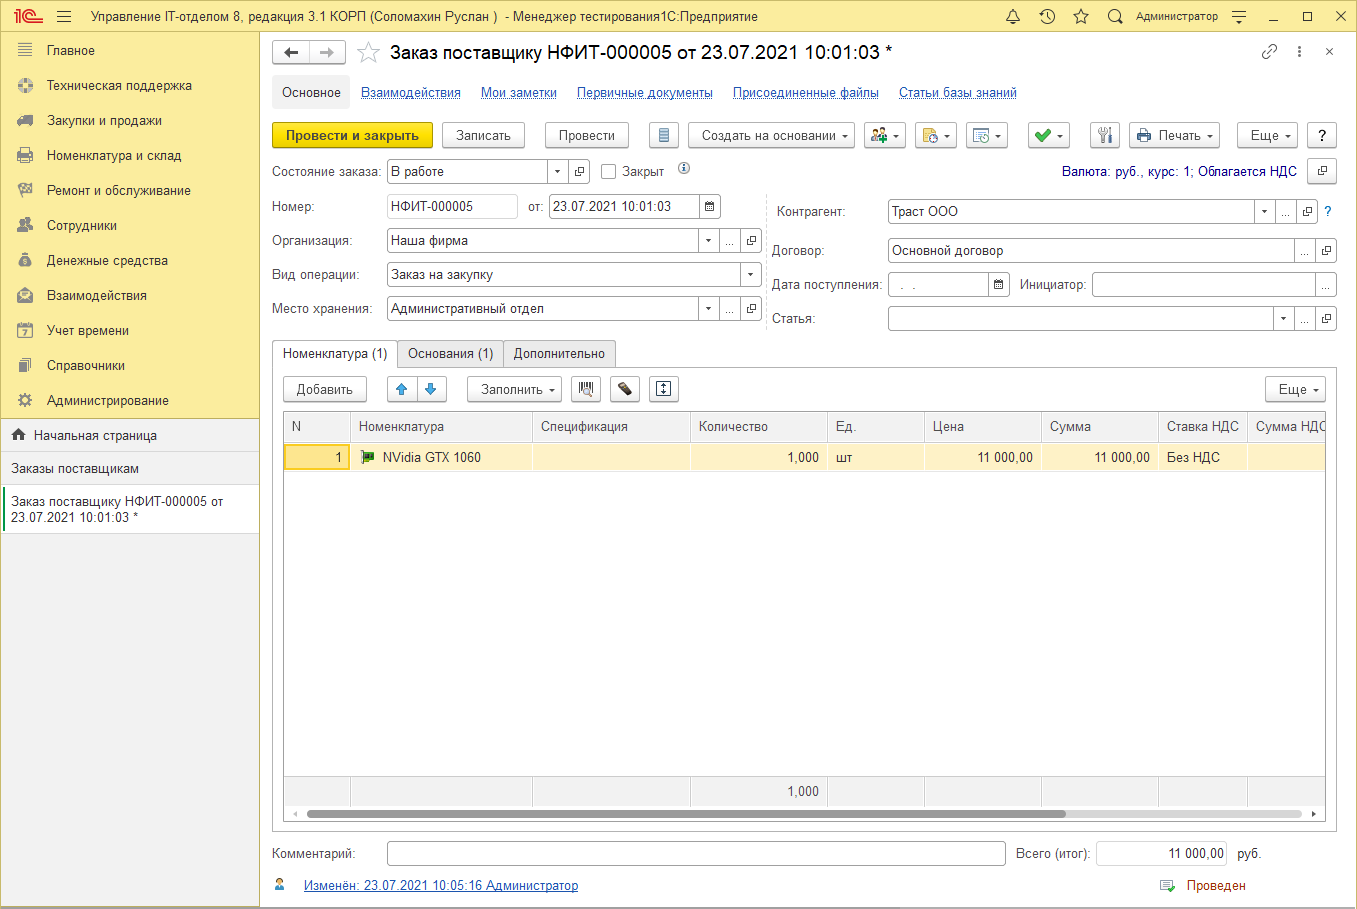 1С Управление IT-отделом 8, редакция 3.1 КОРП (Соломахин Руслан ) - Менеджер тестирования1С:Предприятие Администратор
Главное
Техническая поддержка
Закупки и продажи
Номенклатура и склад
Ремонт и обслуживание
Сотрудники
Денежные средства
Взаимодействия
Учет времени
Справочники
Администрирование
Начальная страница
Заказы поставщикам
Заказ поставщику НФИТ-000005 от
23.07.2021 10:01:03 *
Заказ поставщику НФИТ-000005 от 23.07.2021 10:01:03 *
Основное Взаимодействия Мои заметки Первичные документы Присоединенные файлы Статьи базы знаний
Провести и закрыть Записать Провести Создать на основании Печать Еще ?
Состояние заказа: В работе Закрыт Валюта: руб., курс: 1; Облагается НДС
Номер: НФИТ-000005 от: 23.07.2021 10:01:03
Контрагент: Траст ООО ... ?
Организация: Наша фирма ...
Договор: Основной договор ...
Вид операции: Заказ на закупку
Дата поступления: . . Инициатор: ...
Место хранения: Административный отдел ...
Статья: ...
Номенклатура (1) Основания (1) Дополнительно
Добавить Заполнить Еще
N Номенклатура Спецификация Количество Ед. Цена Сумма Ставка НДС Сумма НДС
1 NVidia GTX 1060 1,000 шт 11 000,00 11 000,00 Без НДС
1,000
Комментарий: Всего (итог): 11 000,00 руб.
Изменён: 23.07.2021 10:05:16 Администратор Проведен